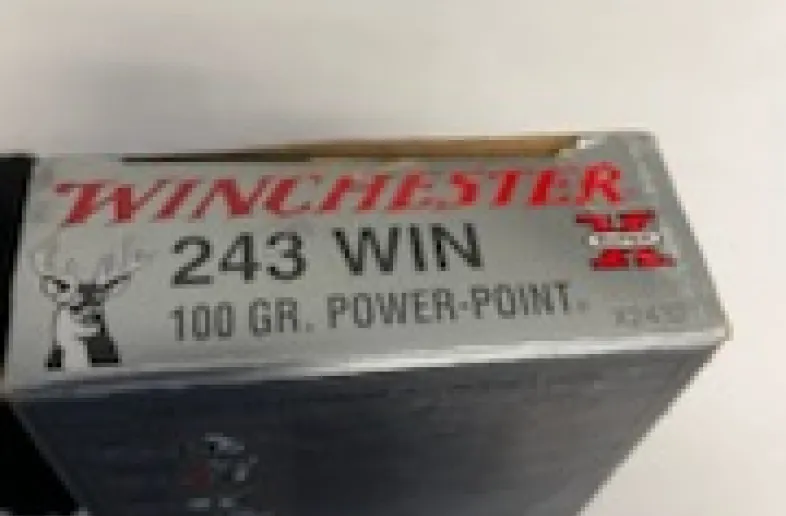 WINCHESTER
243 WIN
100 GR. POWER-POINT.
X